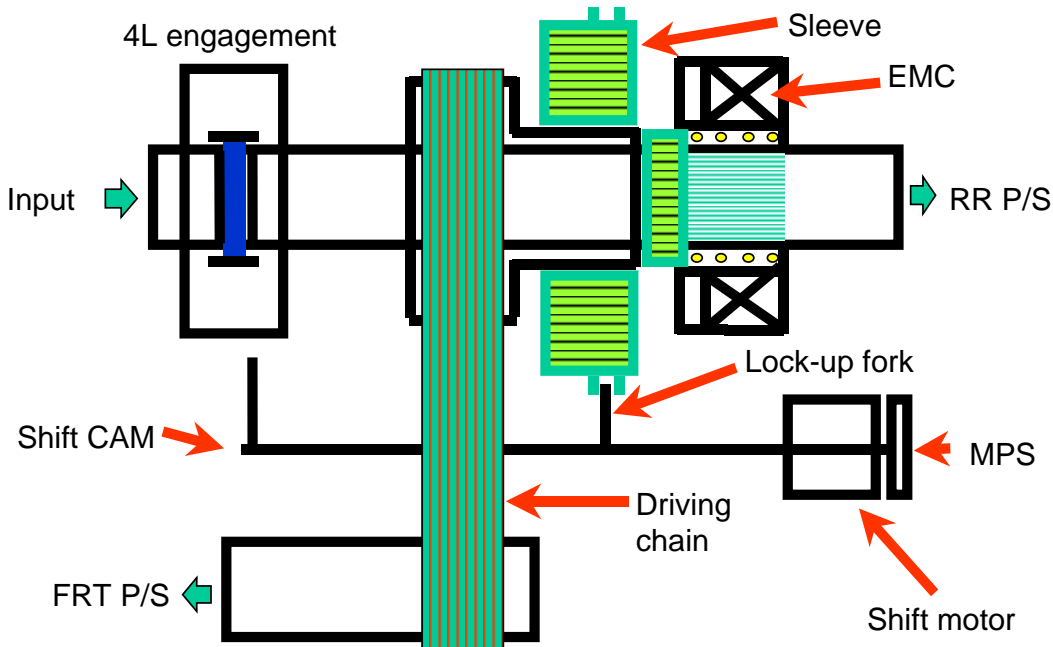 Sleeve
4L engagement
EMC
Input
RR P/S
Lock-up fork
Shift CAM
MPS
Driving
chain
FRT P/S
Shift motor